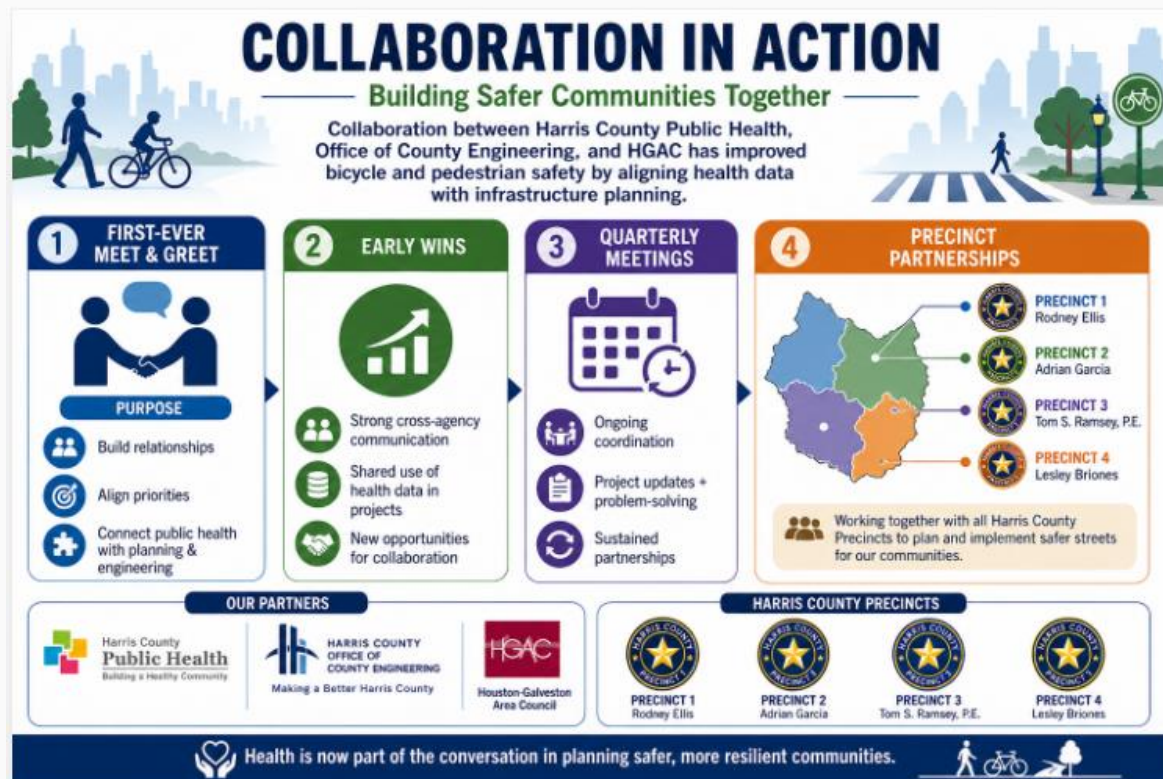 COLLABORATION IN ACTION
Building Safer Communities Together
Collaboration between Harris County Public Health,
Office of County Engineering, and HGAC has improved
bicycle and pedestrian safety by aligning health data
with infrastructure planning.
1
FIRST-EVER
MEET & GREET
PURPOSE
Build relationships
Align priorities
Connect public health
with planning &
engineering
2
EARLY WINS
Strong cross-agency
communication
Shared use of
health data in
projects
New opportunities
for collaboration
3
QUARTERLY
MEETINGS
Ongoing
coordination
Project updates +
problem-solving
Sustained
partnerships
4
PRECINCT
PARTNERSHIPS
PRECINCT 1
Rodney Ellis
PRECINCT 2
Adrian Garcia
PRECINCT 3
Tom S. Ramsey, P.E.
PRECINCT 4
Lesley Briones
Working together with all Harris County
Precincts to plan and implement safer streets
for our communities.
OUR PARTNERS
Harris County
Public Health
Building a Healthy Community
HARRIS COUNTY
OFFICE OF
COUNTY ENGINEERING
Making a Better Harris County
HGAC
Houston-Galveston
Area Council
HARRIS COUNTY PRECINCTS
HARRIS COUNTY
PRECINCT 1
Rodney Ellis
HARRIS COUNTY
PRECINCT 2
Adrian Garcia
HARRIS COUNTY
PRECINCT 3
Tom S. Ramsey, P.E.
HARRIS COUNTY
PRECINCT 4
Lesley Briones
Health is now part of the conversation in planning safer, more resilient communities.